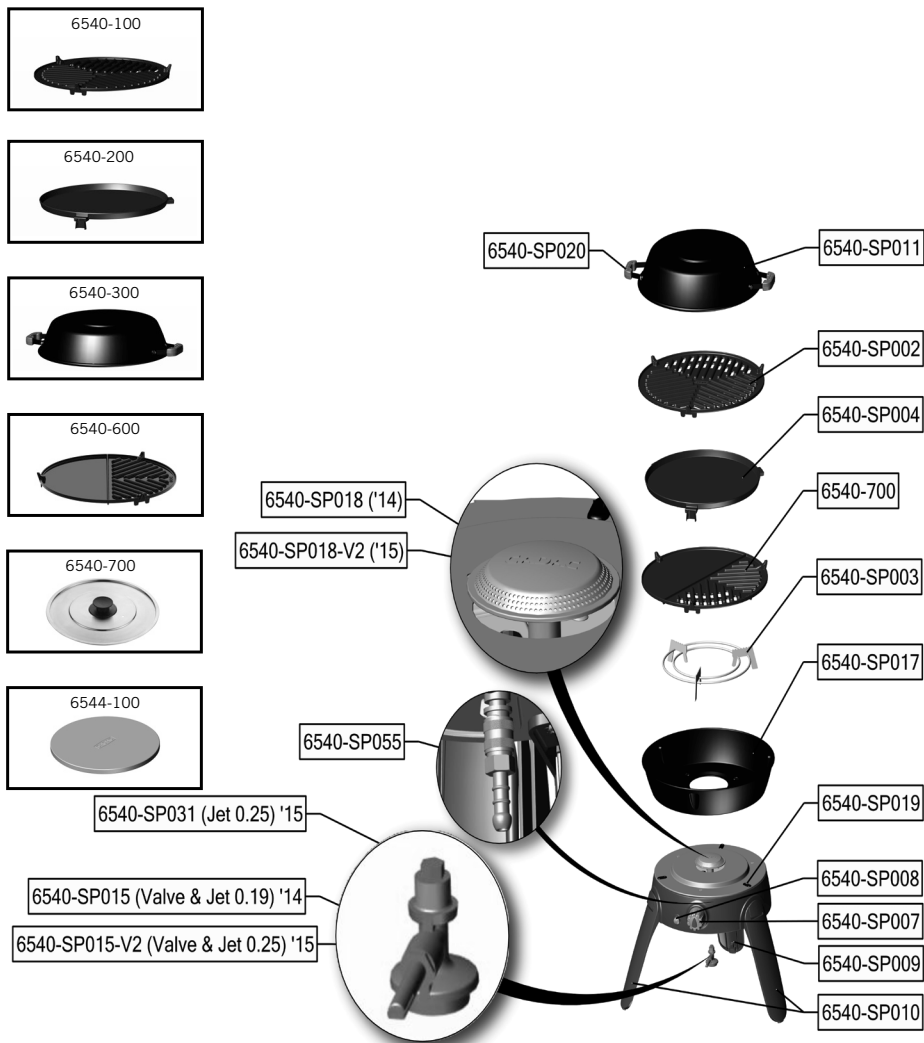 6540-100
6540-200
6540-300
6540-600
6540-700
6544-100
6540-SP020
6540-SP011
6540-SP002
6540-SP004
6540-SP018 ('14)
6540-700
6540-SP018-V2 ('15)
6540-SP003
6540-SP017
6540-SP055
6540-SP031 (Jet 0.25) '15
6540-SP019
6540-SP008
6540-SP015 (Valve & Jet 0.19) '14
6540-SP007
6540-SP015-V2 (Valve & Jet 0.25) '15
6540-SP009
6540-SP010